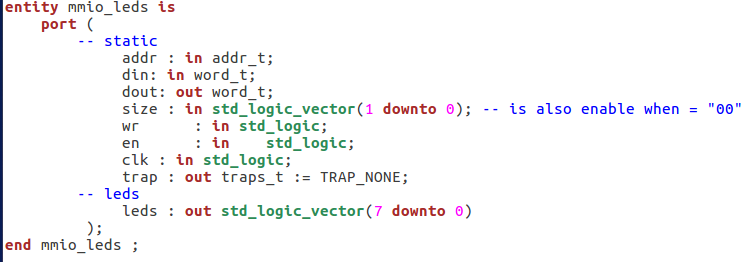 entity mmio_leds is
port (
-- static
addr : in addr_t;
din: in word_t;
dout: out word_t;
size : in std_logic_vector(1 downto 0); -- is also enable when = "00"
wr : in std_logic;
en : in std_logic;
clk : in std_logic;
trap : out traps_t := TRAP_NONE;
-- leds
leds : out std_logic_vector(7 downto 0)
);
end mmio_leds ;